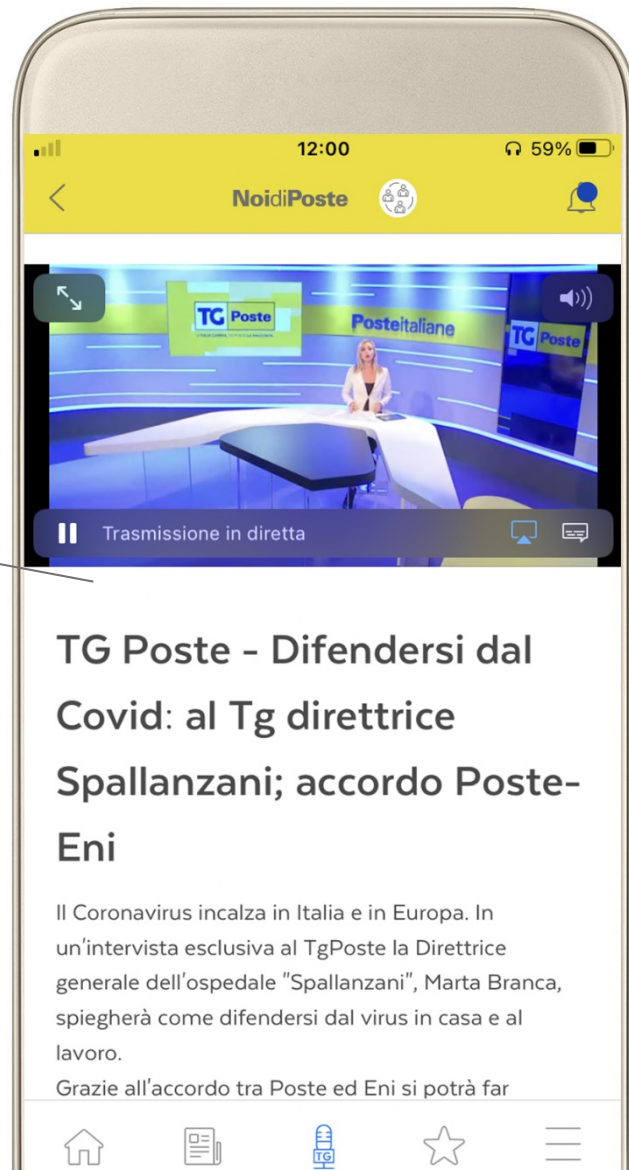 12:00
59%
NoidiPoste
TG Poste
Posteitaliane
TG Poste
Trasmissione in diretta
TG Poste - Difendersi dal
Covid: al Tg direttrice
Spallanzani; accordo Poste-
Eni
Il Coronavirus incalza in Italia e in Europa. In
un'intervista esclusiva al TgPoste la Direttrice
generale dell'ospedale "Spallanzani", Marta Branca,
spiegherà come difendersi dal virus in casa e al
lavoro.
Grazie all'accordo tra Poste ed Eni si potrà far
TG